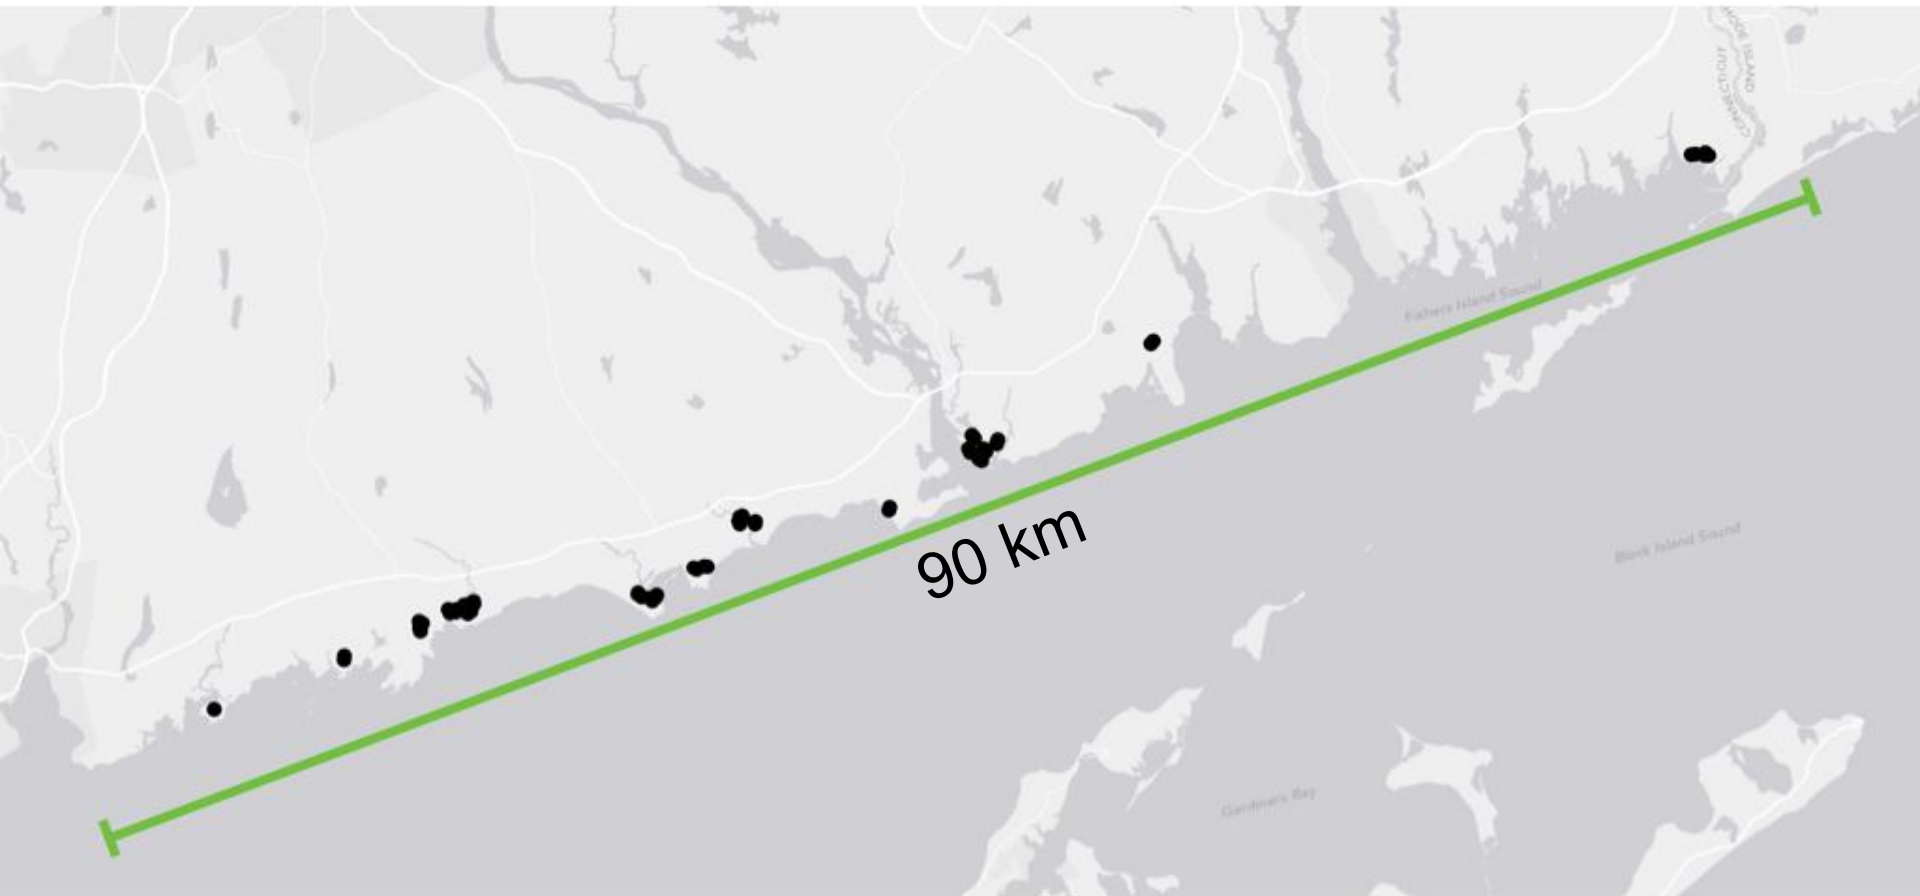 CONNECTICUT
RHODE ISLAND
Fishers Island Sound
90 km
Block Island Sound
Gardiners Bay